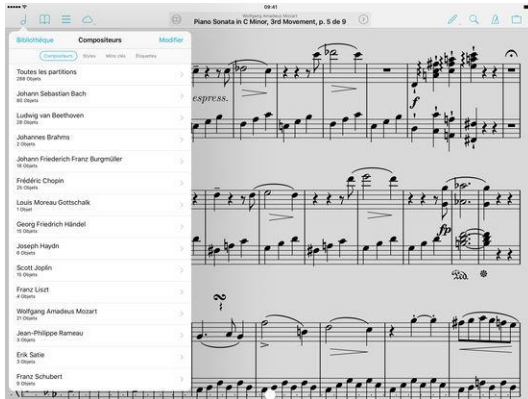 09:41
Wolfgang Amadeus Mozart
Piano Sonata in C Minor, 3rd Movement, p. 5 de 9
Bibliothèque Compositeurs Modifier
Compositeurs Styles Mots clés Étiquettes
Toutes les partitions
288 Objets
Johann Sebastian Bach
80 Objets
Ludwig van Beethoven
28 Objets
Johannes Brahms
2 Objets
Johann Friederich Franz Burgmüller
18 Objets
Frédéric Chopin
25 Objets
Louis Moreau Gottschalk
1 Objet
Georg Friedrich Händel
15 Objets
Joseph Haydn
6 Objets
Scott Joplin
15 Objets
Franz Liszt
4 Objets
Wolfgang Amadeus Mozart
21 Objets
Jean-Philippe Rameau
3 Objets
Erik Satie
3 Objets
Franz Schubert
9 Objets
espress.
f
fp
Ped.